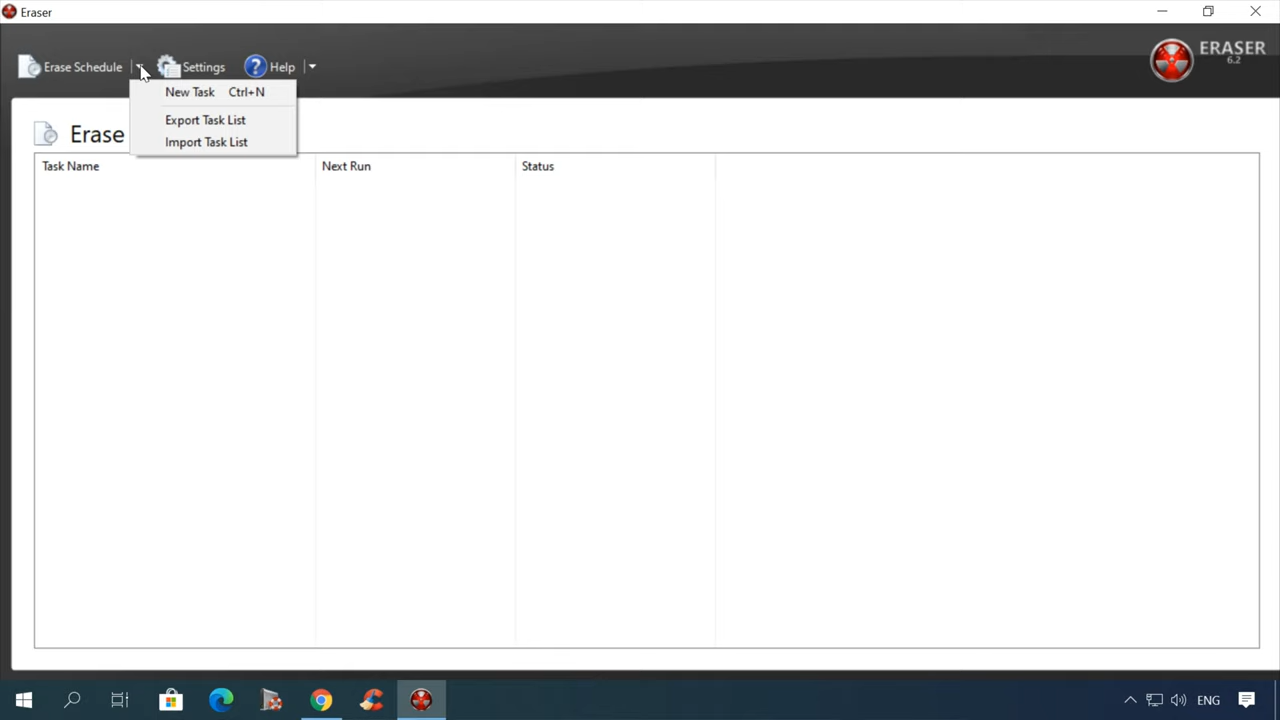 Eraser
Erase Schedule Settings Help
ERASER
6.2
New Task Ctrl+N
Export Task List
Import Task List
Erase
Task Name Next Run Status
ENG